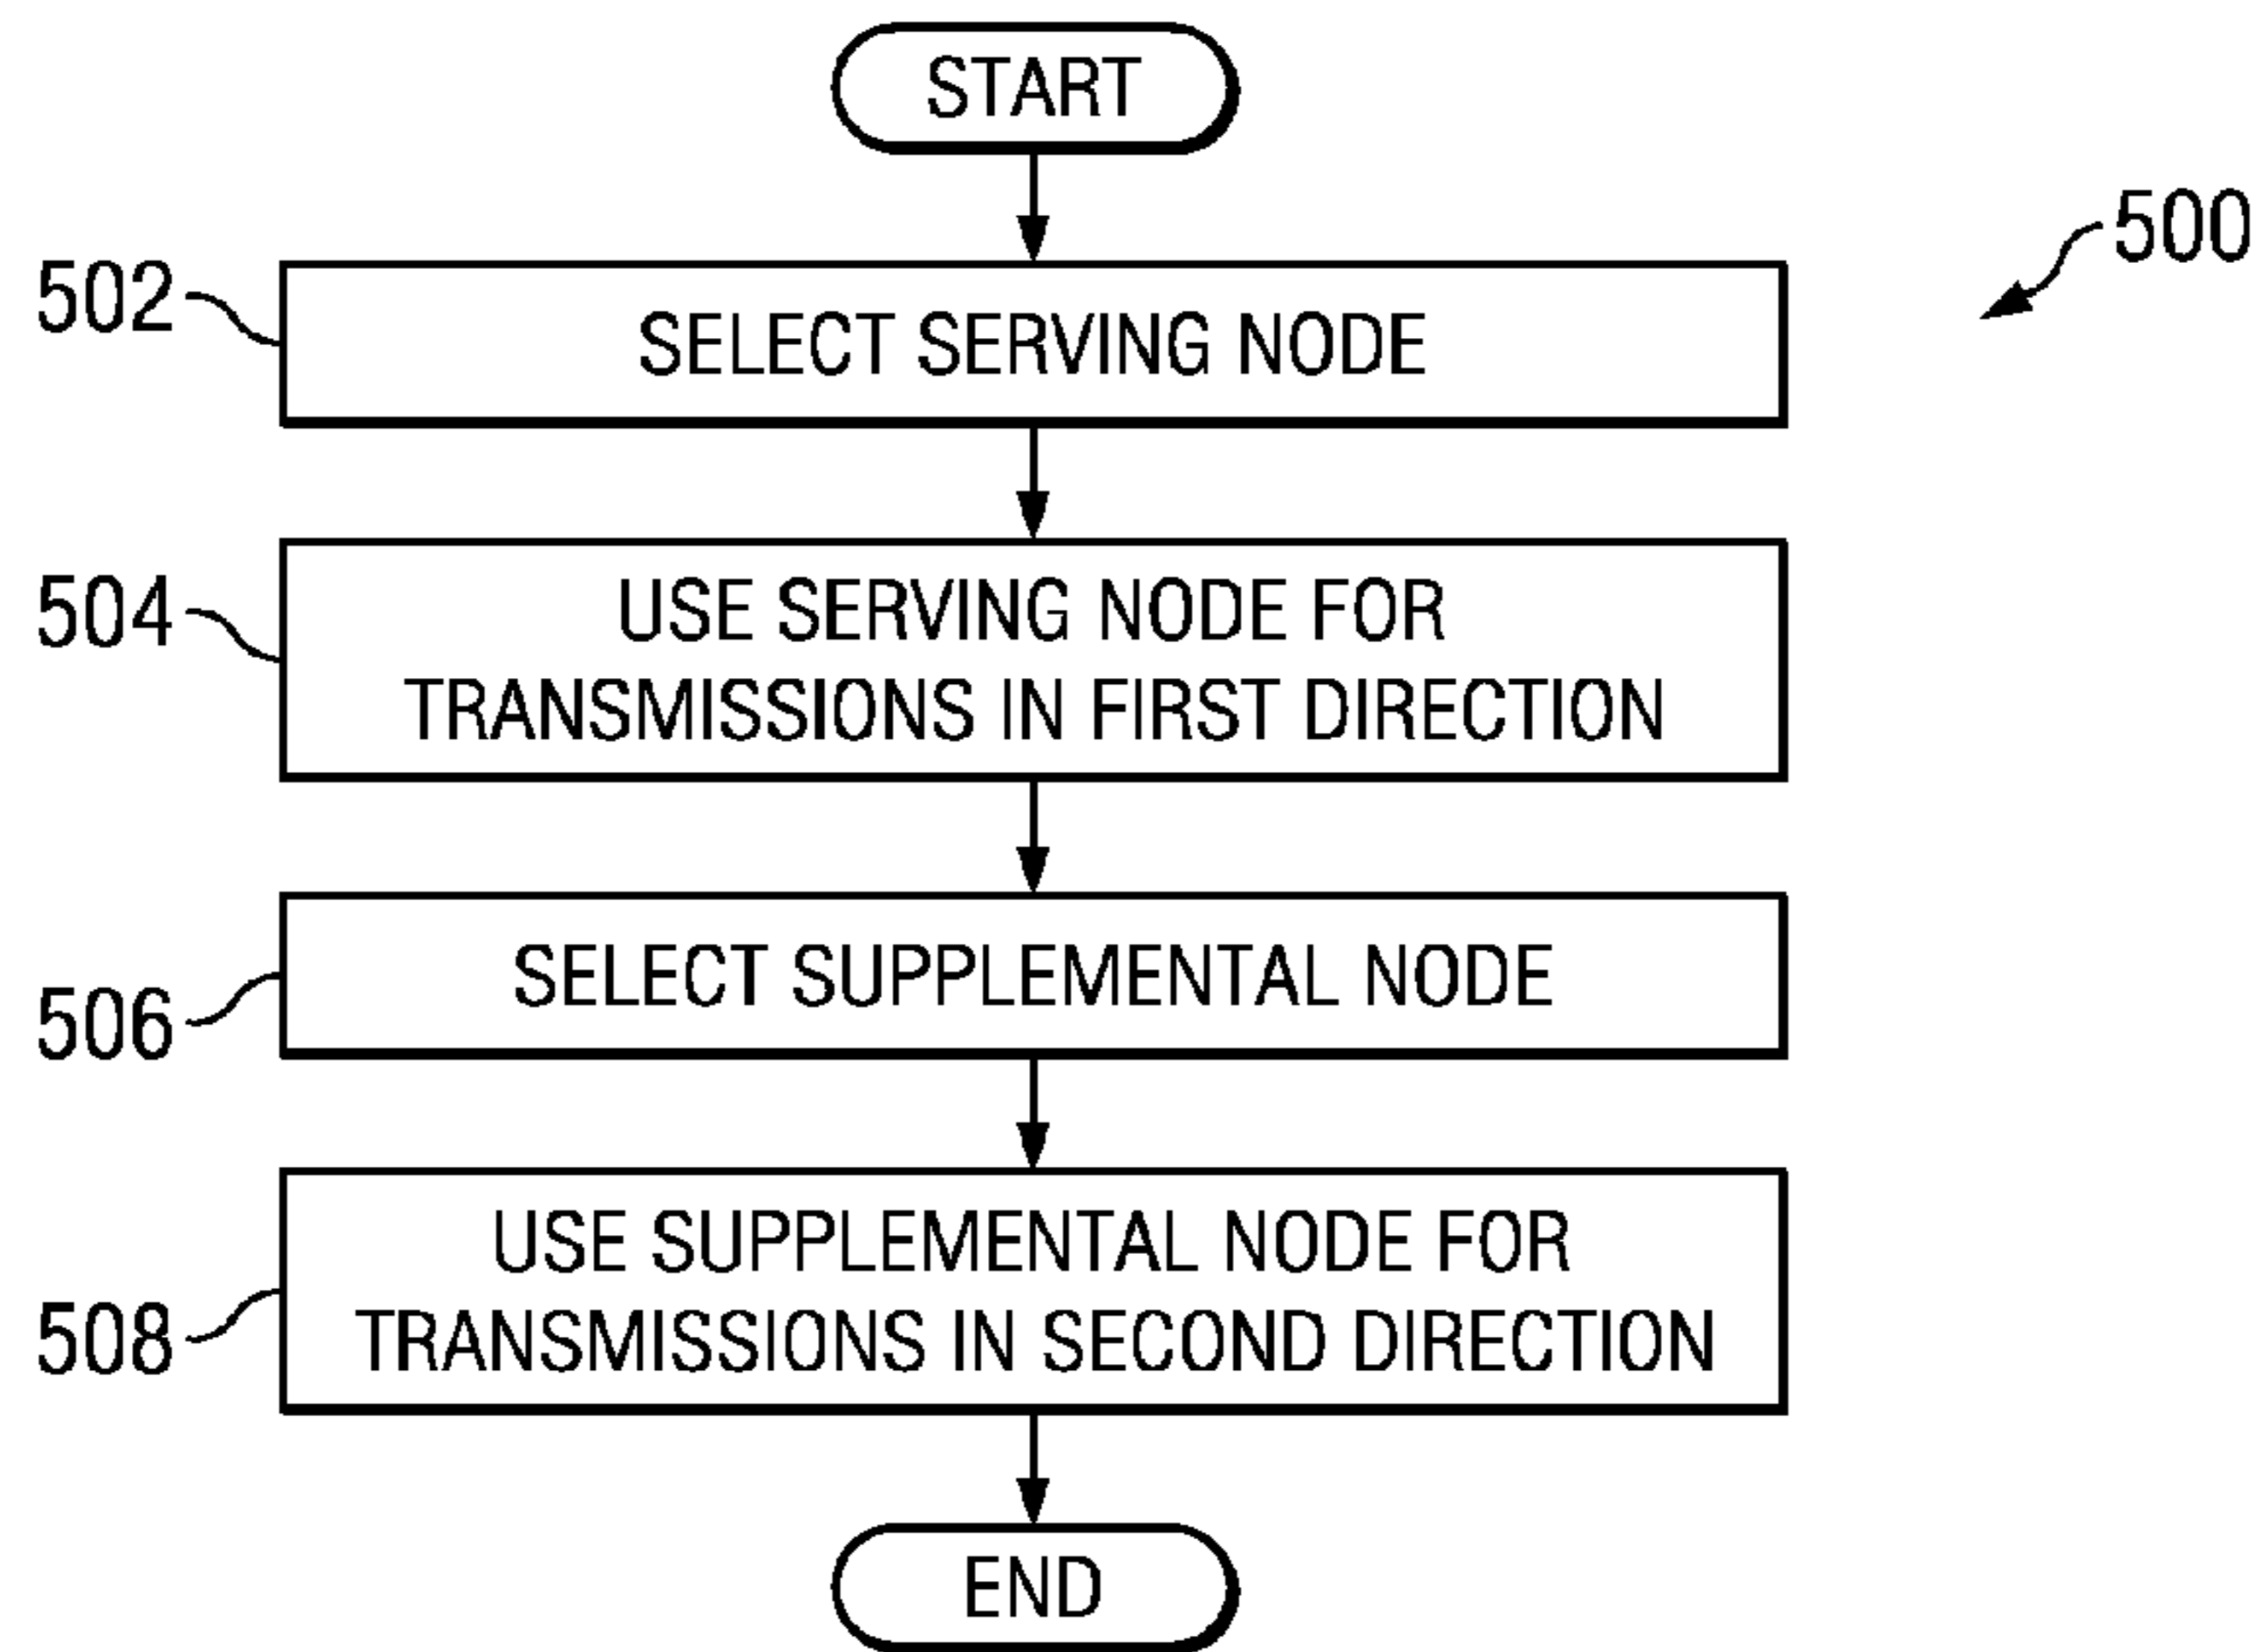 START
500
502
SELECT SERVING NODE
504
USE SERVING NODE FOR
TRANSMISSIONS IN FIRST DIRECTION
506
SELECT SUPPLEMENTAL NODE
508
USE SUPPLEMENTAL NODE FOR
TRANSMISSIONS IN SECOND DIRECTION
END